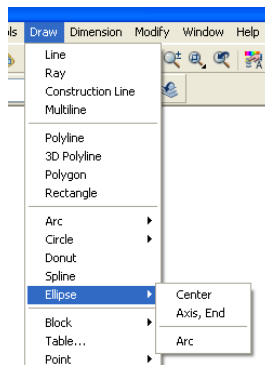 ols Draw Dimension Modify Window Help
Line
Ray
Construction Line
Multiline
Polyline
3D Polyline
Polygon
Rectangle
Arc
Circle
Donut
Spline
Ellipse
Center
Axis, End
Arc
Block
Table...
Point